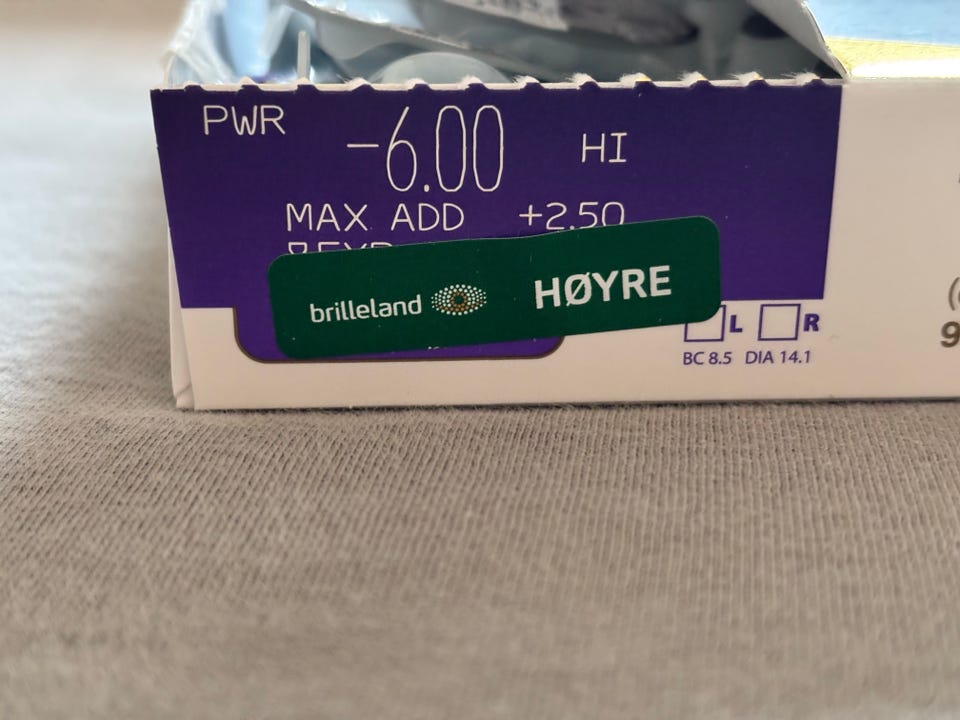 PWR -6.00 HI
MAX ADD +2.50
brilleland HØYRE
L R
BC 8.5 DIA 14.1